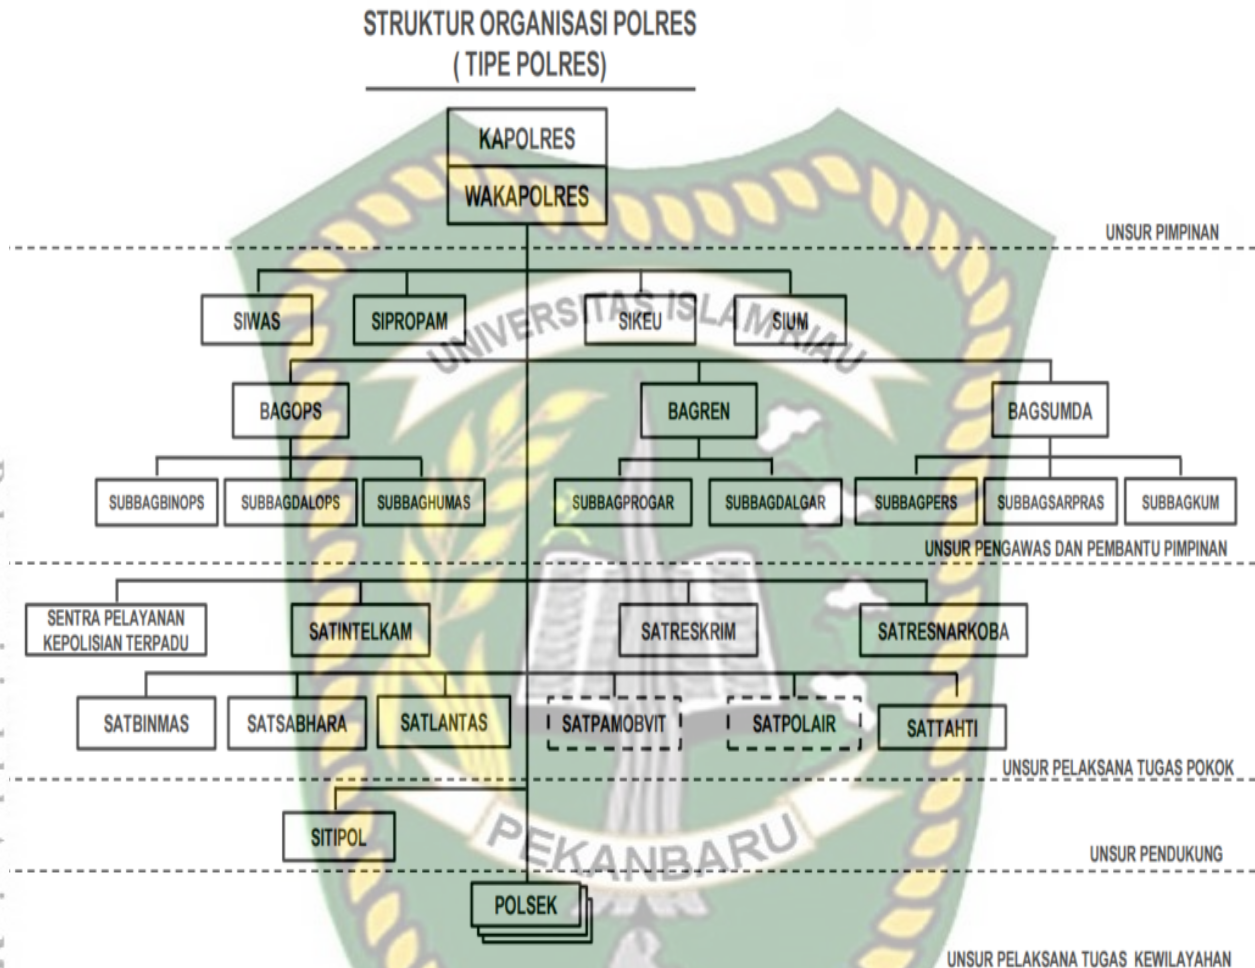 STRUKTUR ORGANISASI POLRES
( TIPE POLRES)
KAPOLRES
WAKAPOLRES
UNSUR PIMPINAN
SIWAS
SIPROPAM
SIKEU
SIUM
UNIVERSITAS ISLAM RIAU
BAGOPS
BAGREN
BAGSUMDA
SUBBAGBINOPS
SUBBAGDALOPS
SUBBAGHUMAS
SUBBAGPROGAR
SUBBAGDALGAR
SUBBAGPERS
SUBBAGSARPRAS
SUBBAGKUM
UNSUR PENGAWAS DAN PEMBANTU PIMPINAN
SENTRA PELAYANAN
KEPOLISIAN TERPADU
SATINTELKAM
SATRESKRIM
SATRESNARKOBA
SATBINMAS
SATSABHARA
SATLANTAS
SATPAMOBVIT
SATPOLAIR
SATTAHTI
UNSUR PELAKSANA TUGAS POKOK
SITIPOL
PEKANBARU
UNSUR PENDUKUNG
POLSEK
UNSUR PELAKSANA TUGAS KEWILAYAHAN